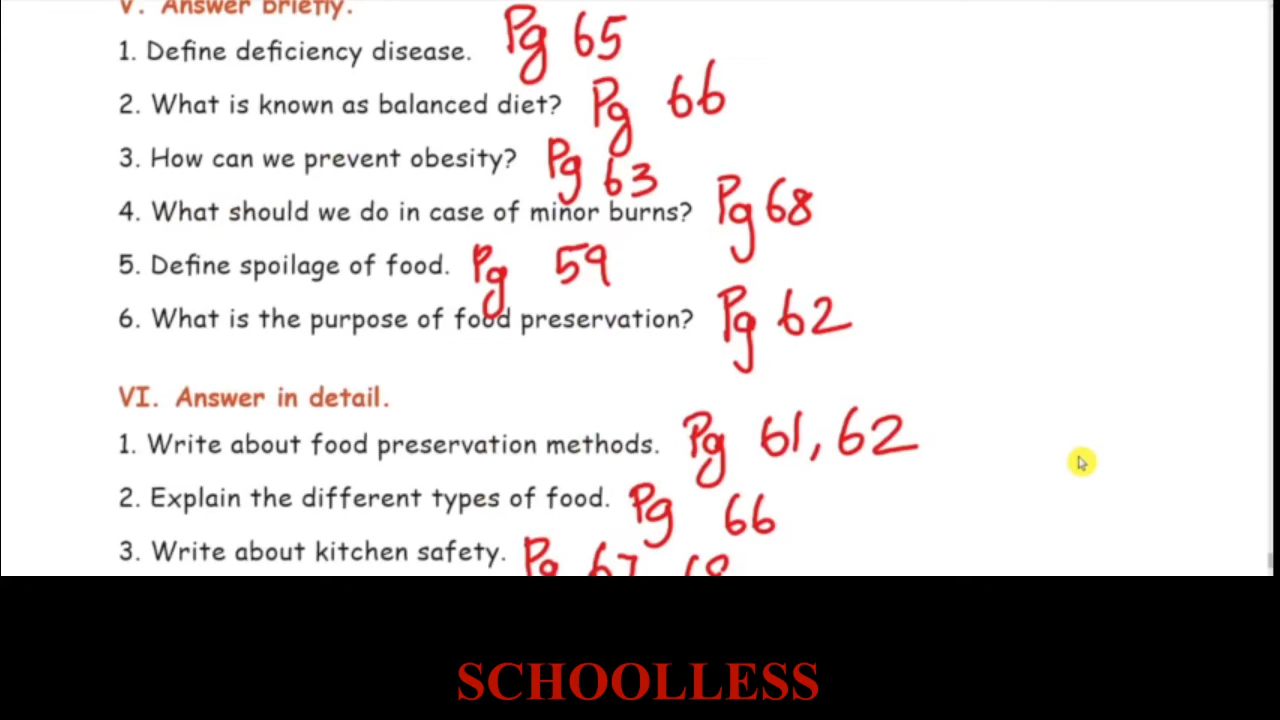 V. Answer briefly.
1. Define deficiency disease. Pg 65
2. What is known as balanced diet? Pg 66
3. How can we prevent obesity? Pg 63
4. What should we do in case of minor burns? Pg 68
5. Define spoilage of food. Pg 59
6. What is the purpose of food preservation? Pg 62
VI. Answer in detail.
1. Write about food preservation methods. Pg 61, 62
2. Explain the different types of food. Pg 66
3. Write about kitchen safety. Pg 67
SCHOOLLESS